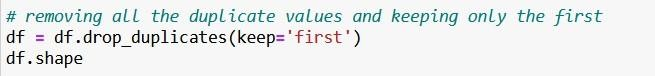 # removing all the duplicate values and keeping only the first
df = df.drop_duplicates(keep='first')
df.shape